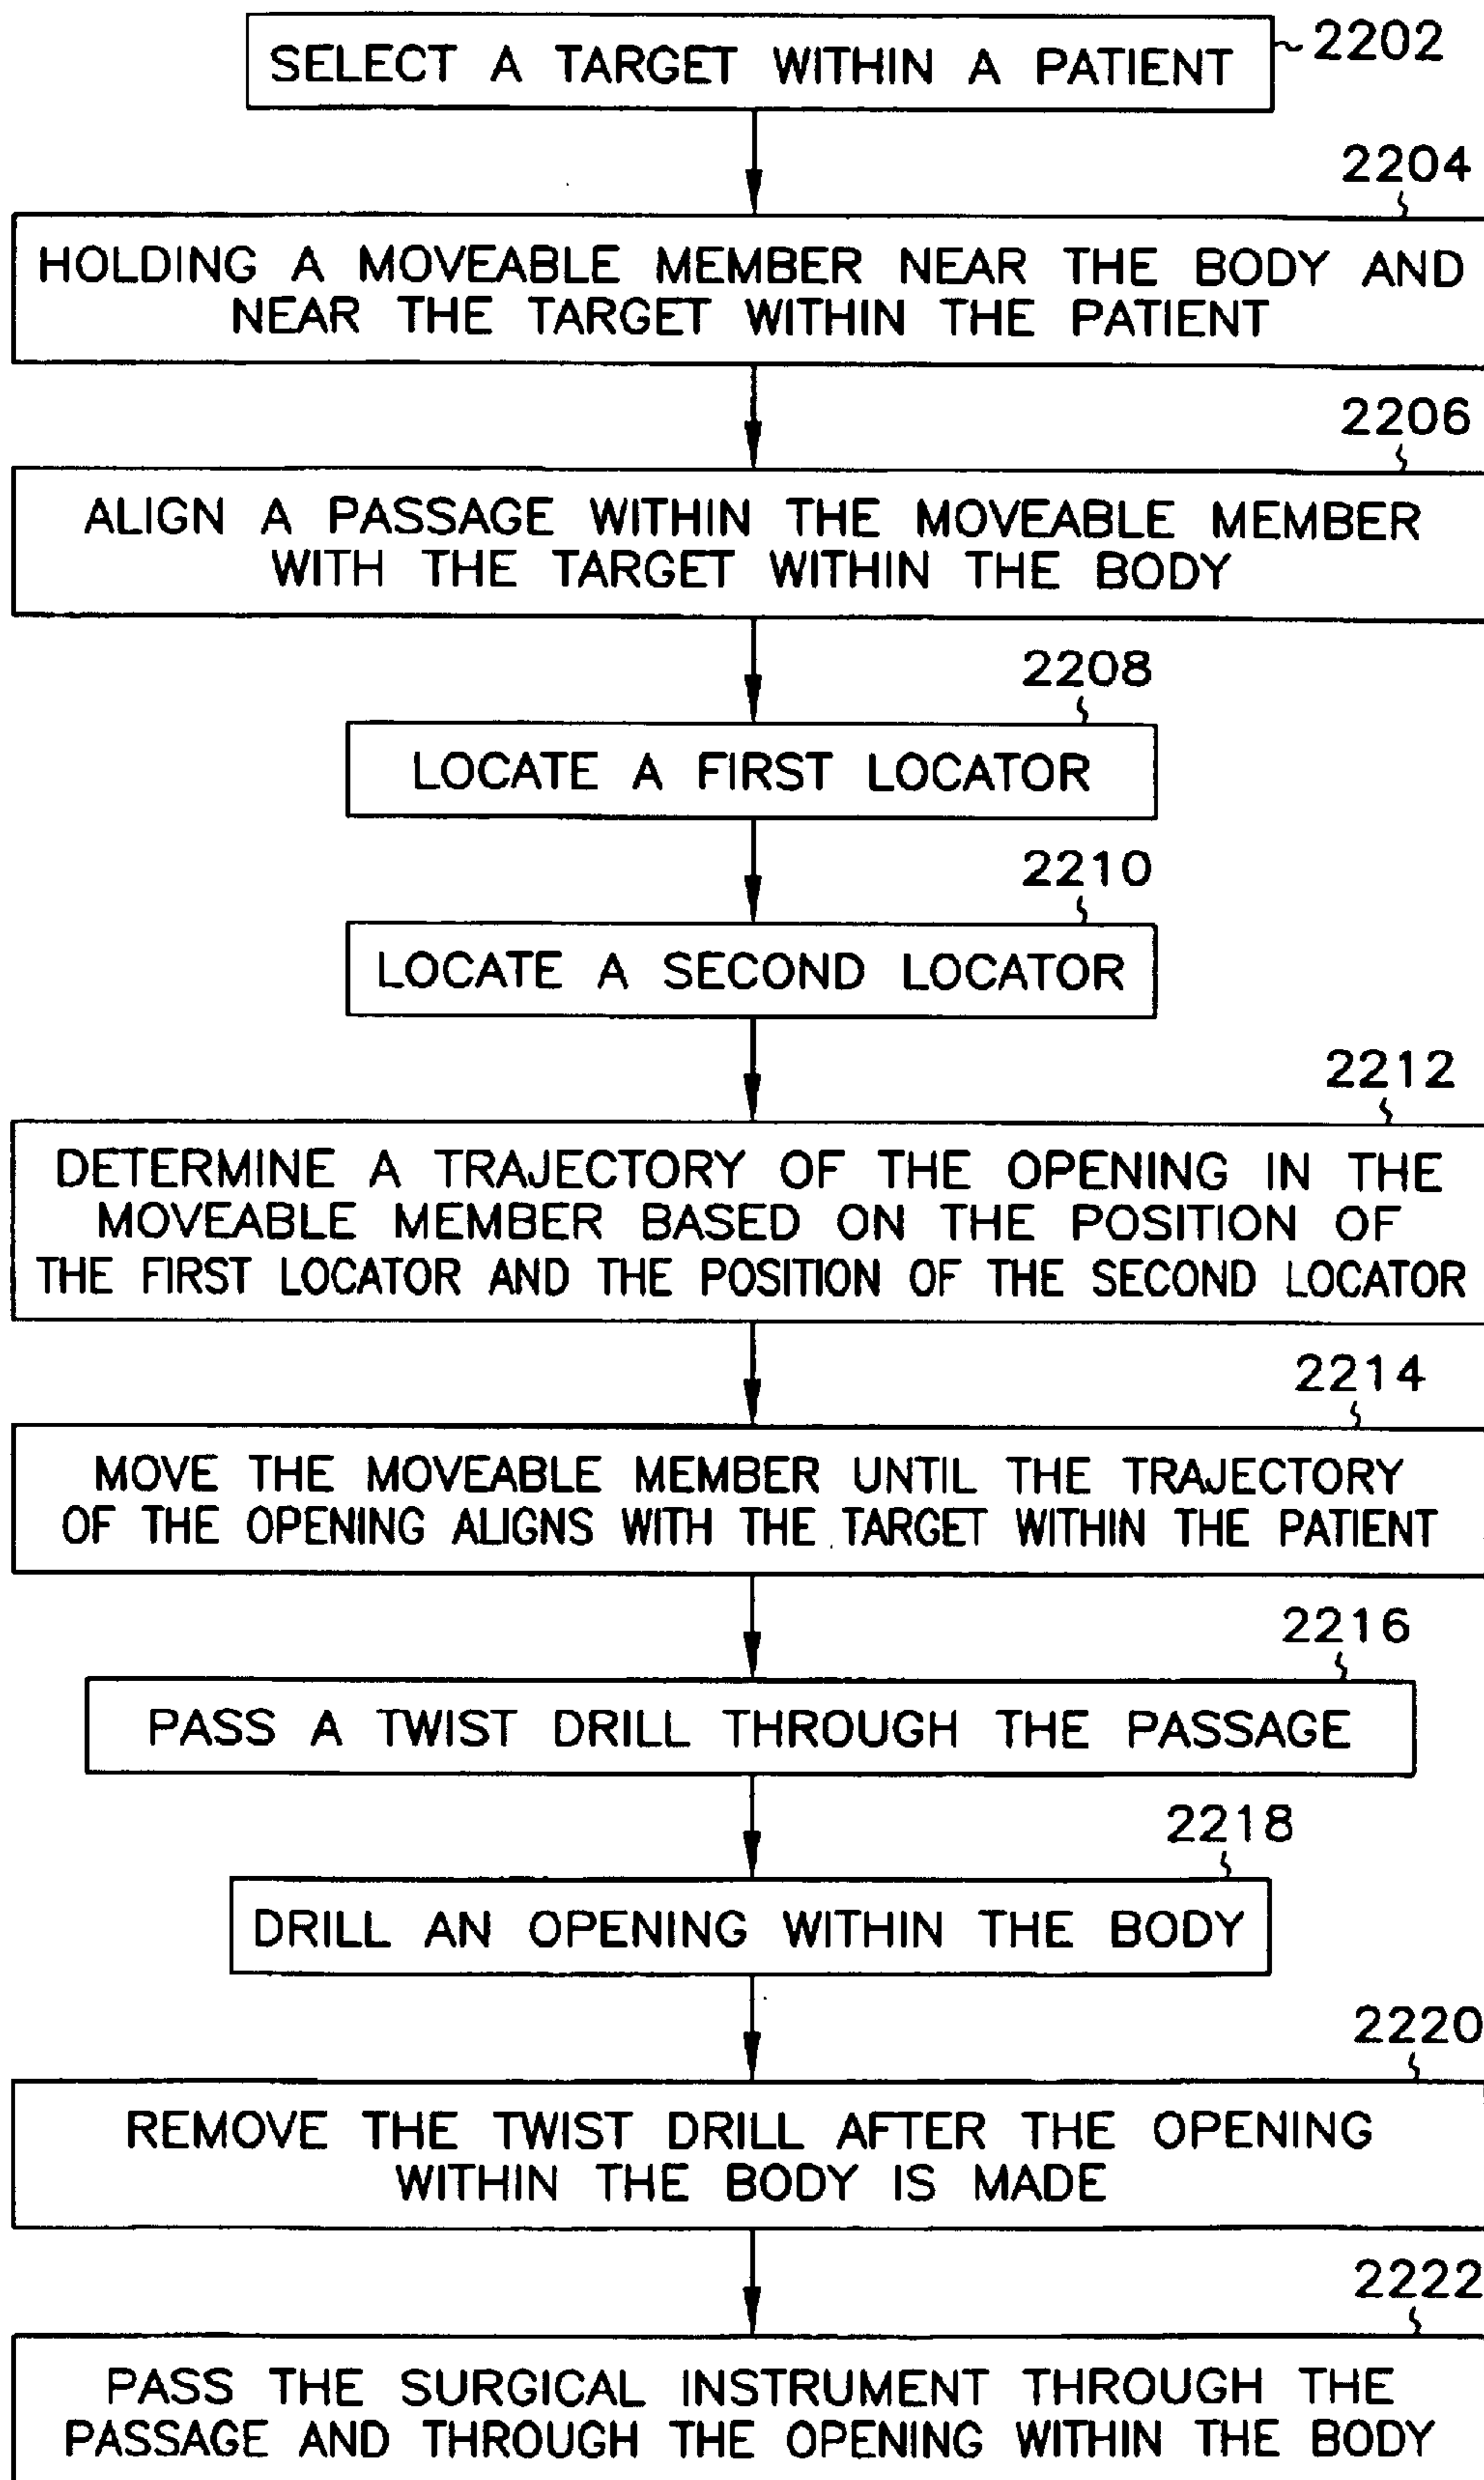 SELECT A TARGET WITHIN A PATIENT
2202
2204
HOLDING A MOVEABLE MEMBER NEAR THE BODY AND
NEAR THE TARGET WITHIN THE PATIENT
2206
ALIGN A PASSAGE WITHIN THE MOVEABLE MEMBER
WITH THE TARGET WITHIN THE BODY
2208
LOCATE A FIRST LOCATOR
2210
LOCATE A SECOND LOCATOR
2212
DETERMINE A TRAJECTORY OF THE OPENING IN THE
MOVEABLE MEMBER BASED ON THE POSITION OF
THE FIRST LOCATOR AND THE POSITION OF THE SECOND LOCATOR
2214
MOVE THE MOVEABLE MEMBER UNTIL THE TRAJECTORY
OF THE OPENING ALIGNS WITH THE TARGET WITHIN THE PATIENT
2216
PASS A TWIST DRILL THROUGH THE PASSAGE
2218
DRILL AN OPENING WITHIN THE BODY
2220
REMOVE THE TWIST DRILL AFTER THE OPENING
WITHIN THE BODY IS MADE
2222
PASS THE SURGICAL INSTRUMENT THROUGH THE
PASSAGE AND THROUGH THE OPENING WITHIN THE BODY